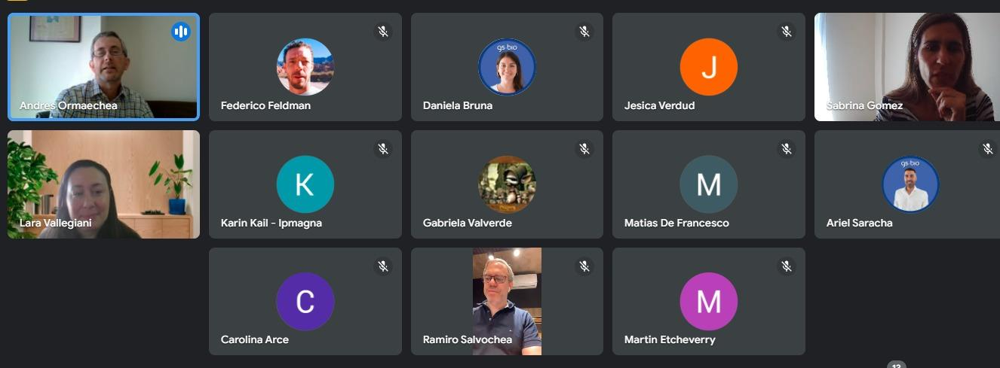 Andres Ormaechea
Federico Feldman
gs·bio
Daniela Bruna
J
Jesica Verdud
Sabrina Gomez
Lara Vallegiani
K
Karin Kail - Ipmagna
Gabriela Valverde
M
Matias De Francesco
gs·bio
Ariel Saracha
C
Carolina Arce
Ramiro Salvochea
M
Martin Etcheverry
13